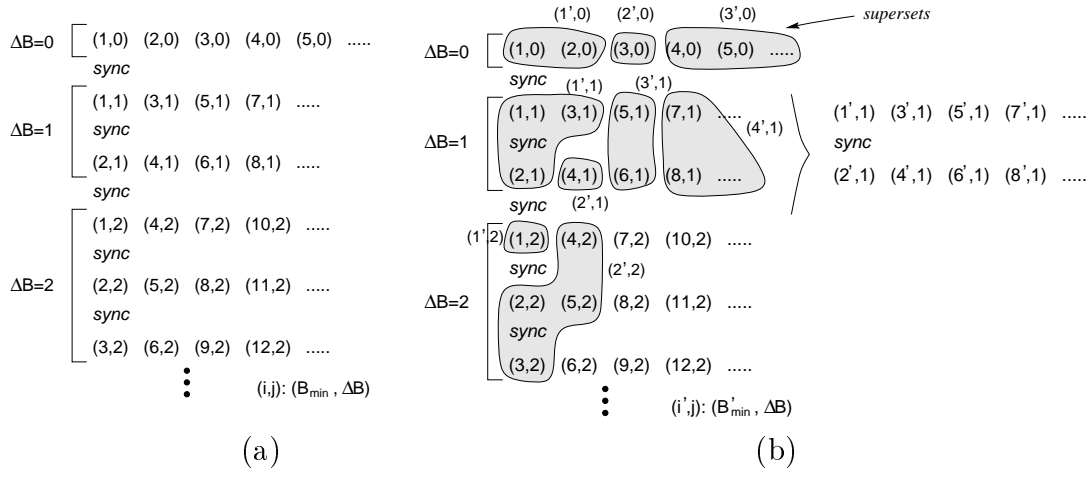 ΔB=0 (1,0) (2,0) (3,0) (4,0) (5,0) .....
sync
ΔB=1
(1,1) (3,1) (5,1) (7,1) .....
sync
(2,1) (4,1) (6,1) (8,1) .....
sync
ΔB=2
(1,2) (4,2) (7,2) (10,2) .....
sync
(2,2) (5,2) (8,2) (11,2) .....
sync
(3,2) (6,2) (9,2) (12,2) .....
(i,j): (Bmin , ΔB)
(a)
(1',0) (2',0) (3',0) supersets
ΔB=0 (1,0) (2,0) (3,0) (4,0) (5,0) .....
sync (1',1) (3',1)
ΔB=1
(1,1) (3,1) (5,1) (7,1) ..... (4',1)
sync
(2,1) (4,1) (6,1) (8,1) .....
sync (2',1)
(1',1) (3',1) (5',1) (7',1) .....
sync
(2',1) (4',1) (6',1) (8',1) .....
ΔB=2
(1',2) (1,2) (4,2) (7,2) (10,2) .....
sync (2',2)
(2,2) (5,2) (8,2) (11,2) .....
sync
(3,2) (6,2) (9,2) (12,2) .....
(i',j): (B'min , ΔB)
(b)